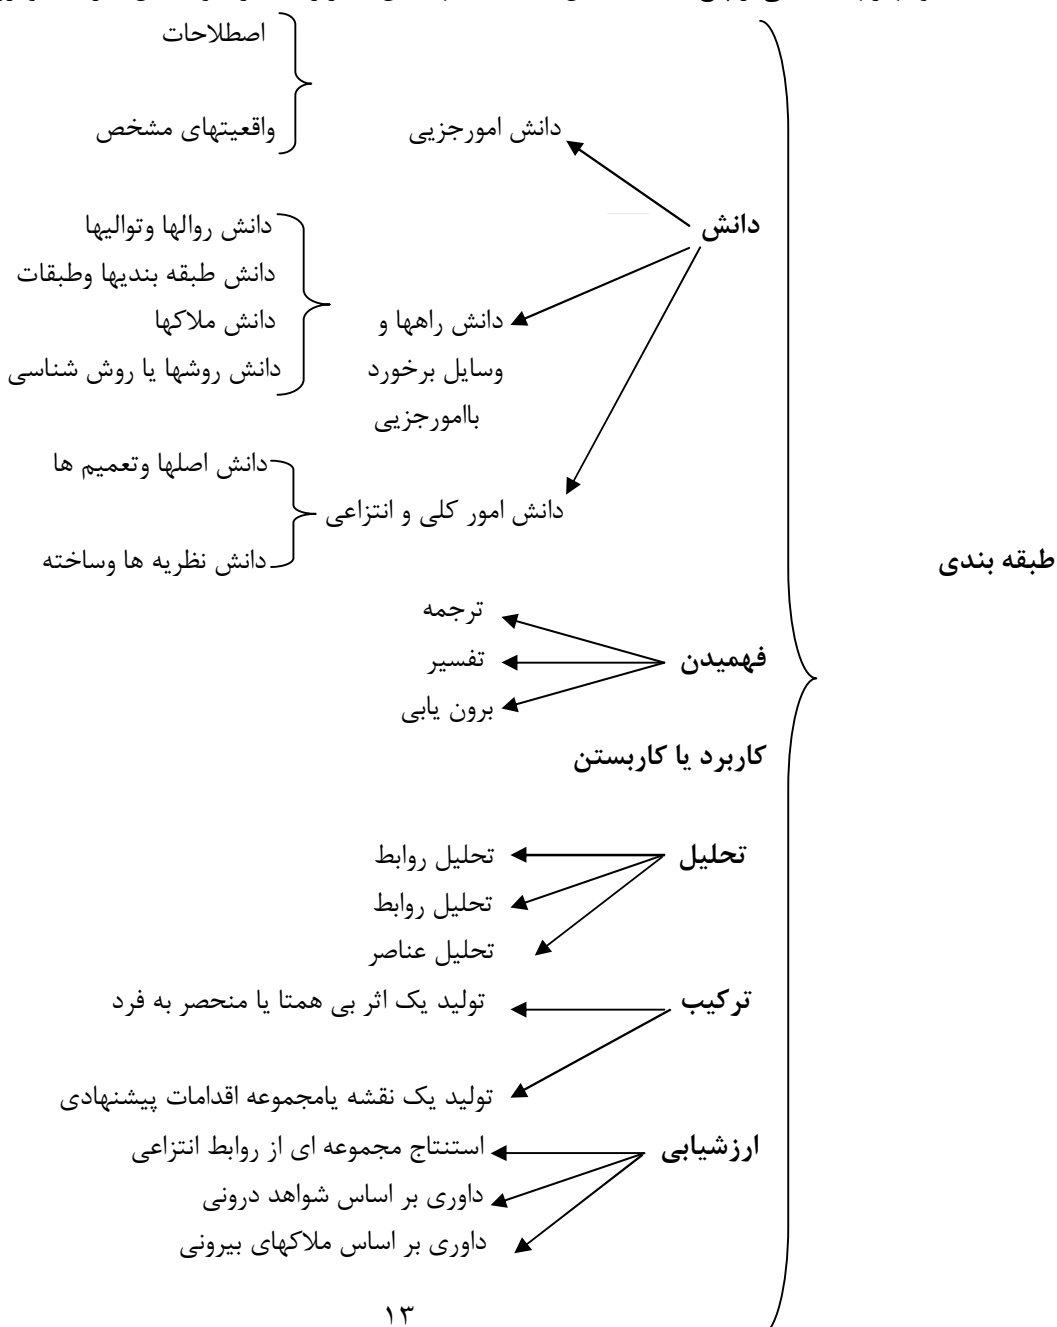 اصطلاحات
واقعیتهای مشخص
دانش امورجزیی
دانش
دانش روالها وتوالیها
دانش طبقه بندیها وطبقات
دانش راهها و
دانش ملاکها
وسایل برخورد
دانش روشها یا روش شناسی
باامورجزیی
دانش اصلها وتعمیم ها
دانش امور کلی و انتزاعی
دانش نظریه ها وساخته
طبقه بندی
ترجمه
فهمیدن
تفسیر
برون یابی
کاربرد یا کاربستن
تحلیل
تحلیل روابط
تحلیل روابط
تحلیل عناصر
ترکیب
تولید یک اثر بی همتا یا منحصر به فرد
تولید یک نقشه یامجموعه اقدامات پیشنهادی
ارزشیابی
استنتاج مجموعه ای از روابط انتزاعی
داوری بر اساس شواهد درونی
داوری بر اساس ملاکهای بیرونی
۱۳